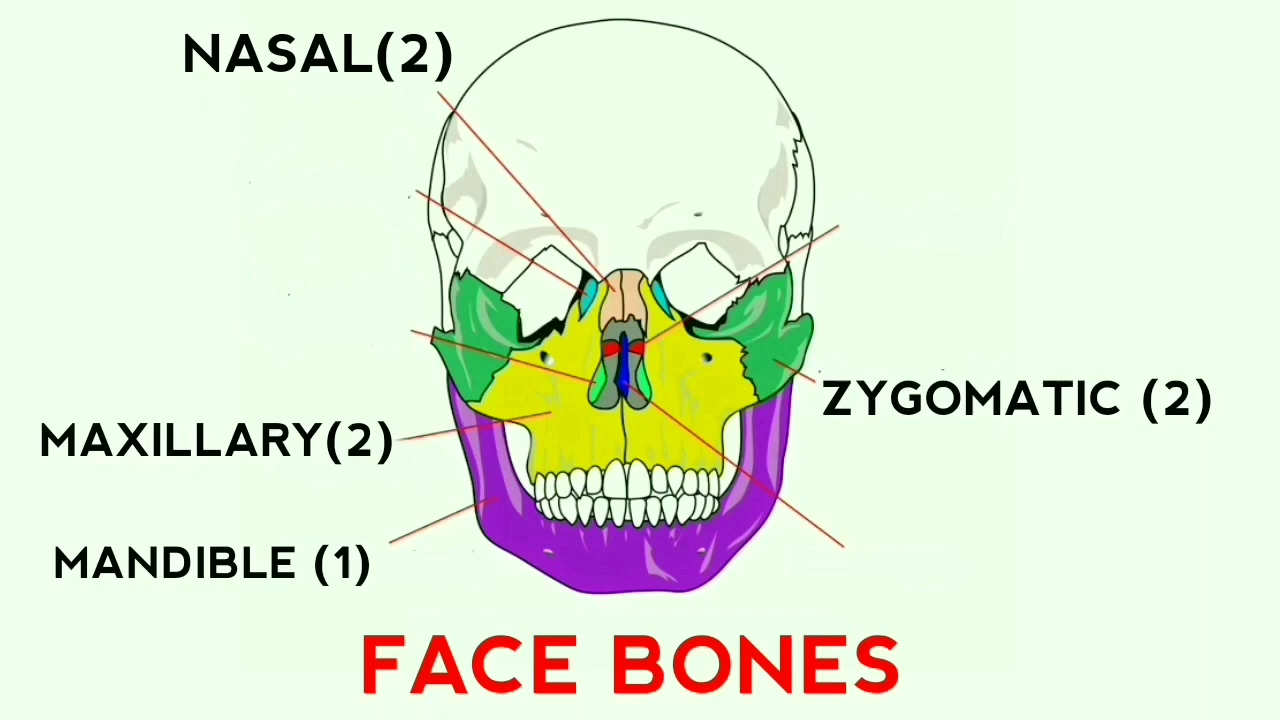 NASAL(2)
ZYGOMATIC (2)
MAXILLARY(2)
MANDIBLE (1)
FACE BONES